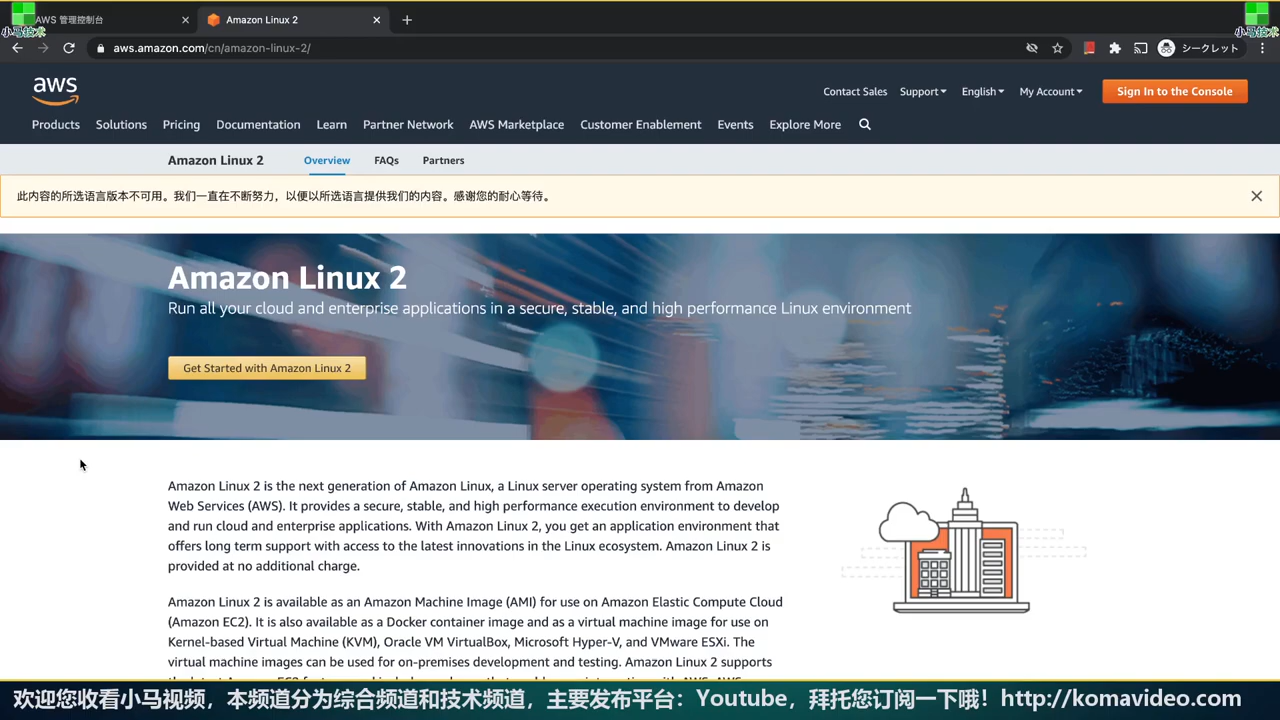 AWS 管理控制台
Amazon Linux 2
小马技术
小马技术
aws.amazon.com/cn/amazon-linux-2/
シークレット
aws
Contact Sales Support English My Account Sign In to the Console
Products Solutions Pricing Documentation Learn Partner Network AWS Marketplace Customer Enablement Events Explore More
Amazon Linux 2 Overview FAQs Partners
此内容的所选语言版本不可用。我们一直在不断努力，以便以所选语言提供我们的内容。感谢您的耐心等待。
Amazon Linux 2
Run all your cloud and enterprise applications in a secure, stable, and high performance Linux environment
Get Started with Amazon Linux 2
Amazon Linux 2 is the next generation of Amazon Linux, a Linux server operating system from Amazon
Web Services (AWS). It provides a secure, stable, and high performance execution environment to develop
and run cloud and enterprise applications. With Amazon Linux 2, you get an application environment that
offers long term support with access to the latest innovations in the Linux ecosystem. Amazon Linux 2 is
provided at no additional charge.
Amazon Linux 2 is available as an Amazon Machine Image (AMI) for use on Amazon Elastic Compute Cloud
(Amazon EC2). It is also available as a Docker container image and as a virtual machine image for use on
Kernel-based Virtual Machine (KVM), Oracle VM VirtualBox, Microsoft Hyper-V, and VMware ESXi. The
virtual machine images can be used for on-premises development and testing. Amazon Linux 2 supports
欢迎您收看小马视频，本频道分为综合频道和技术频道，主要发布平台：Youtube，拜托您订阅一下哦！http://komavideo.com